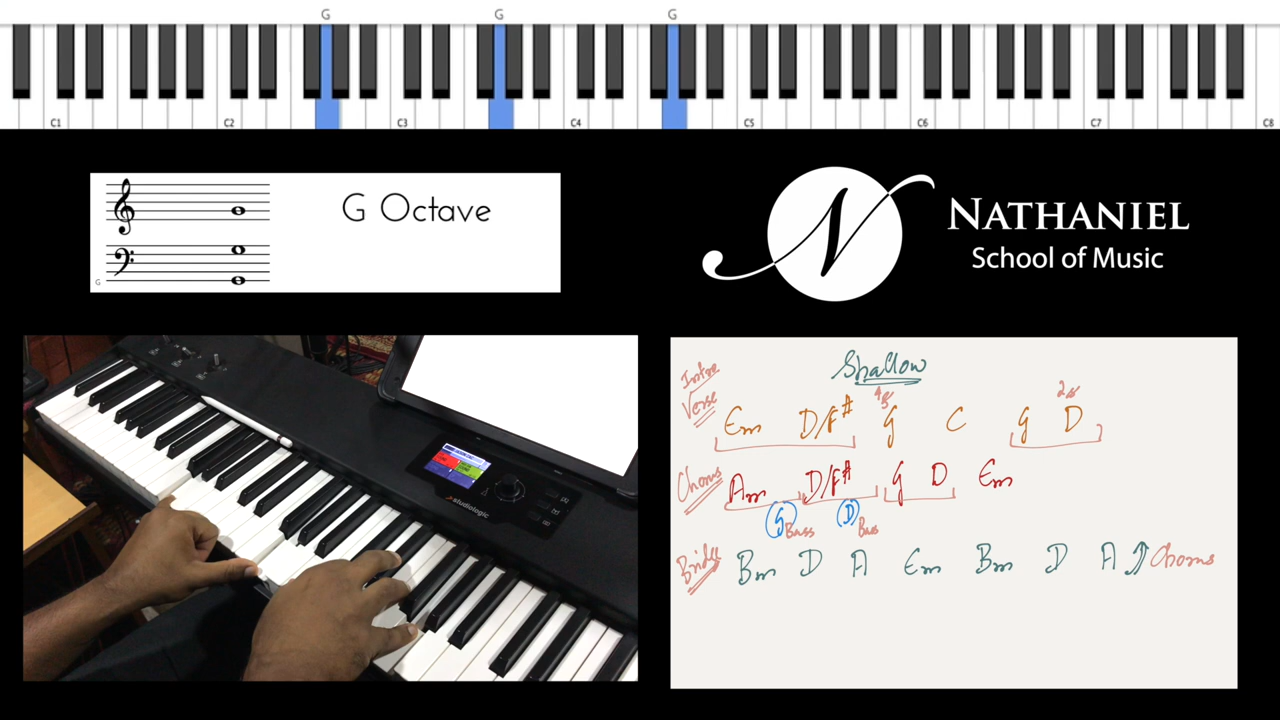 G G G
C1 C2 C3 C4 C5 C6 C7 C8
G Octave
G
NATHANIEL
School of Music
studiologic
Shallow
Intro
Verse
Em D/F# G C G D
Chorus
Am D/F# G D Em
G Bass D Bass
Bridge
Bm D A Em Bm D A Chorus